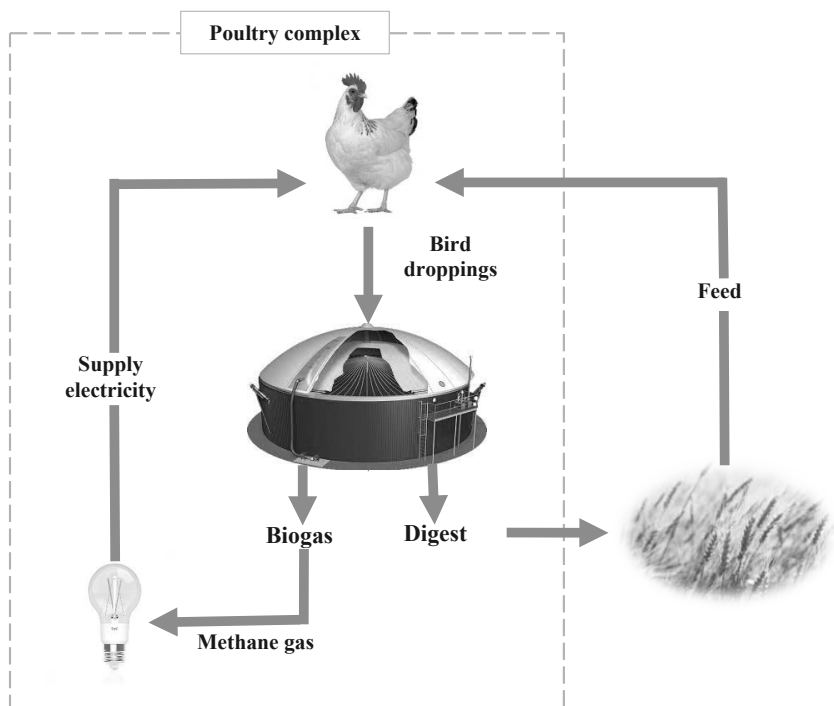 Poultry complex
Bird
droppings
Feed
Supply
electricity
Biogas
Digest
Methane gas